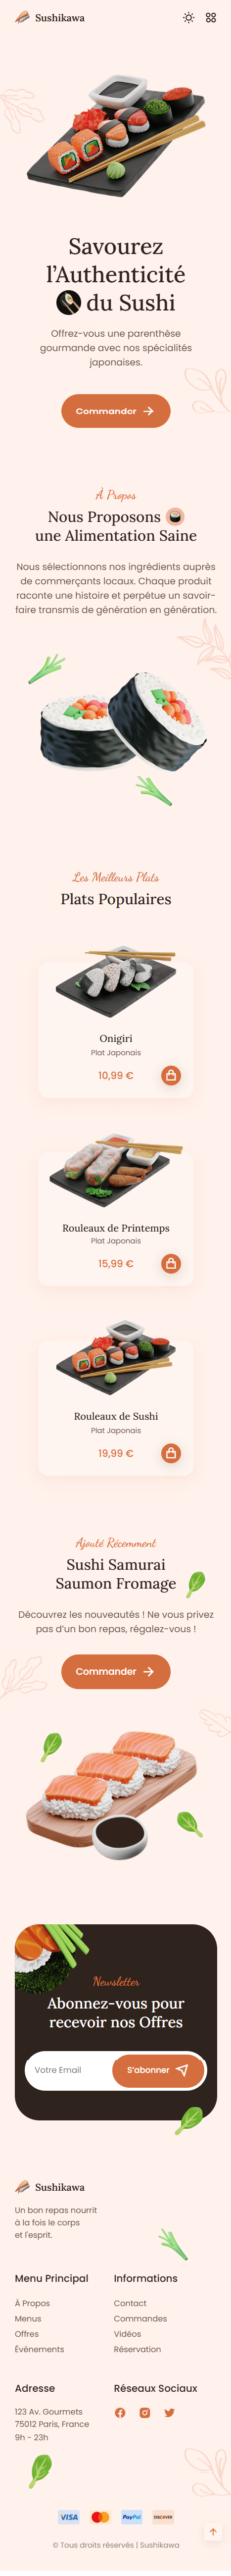 Sushikawa
Savourez
l’Authenticité
du Sushi
Offrez-vous une parenthèse
gourmande avec nos spécialités
japonaises.
Commander
À Propos
Nous Proposons
une Alimentation Saine
Nous sélectionnons nos ingrédients auprès
de commerçants locaux. Chaque produit
raconte une histoire et perpétue un savoir-
faire transmis de génération en génération.
Les Meilleurs Plats
Plats Populaires
Onigiri
Plat Japonais
10,99 €
Rouleaux de Printemps
Plat Japonais
15,99 €
Rouleaux de Sushi
Plat Japonais
19,99 €
Ajouté Récemment
Sushi Samurai
Saumon Fromage
Découvrez les nouveautés ! Ne vous privez
pas d’un bon repas, régalez-vous !
Commander
Newsletter
Abonnez-vous pour
recevoir nos Offres
Votre Email
S’abonner
Sushikawa
Un bon repas nourrit
à la fois le corps
et l'esprit.
Menu Principal
À Propos
Menus
Offres
Événements
Informations
Contact
Commandes
Vidéos
Réservation
Adresse
123 Av. Gourmets
75012 Paris, France
9h - 23h
Réseaux Sociaux
VISA
MasterCard
PayPal
DISCOVER
© Tous droits réservés | Sushikawa